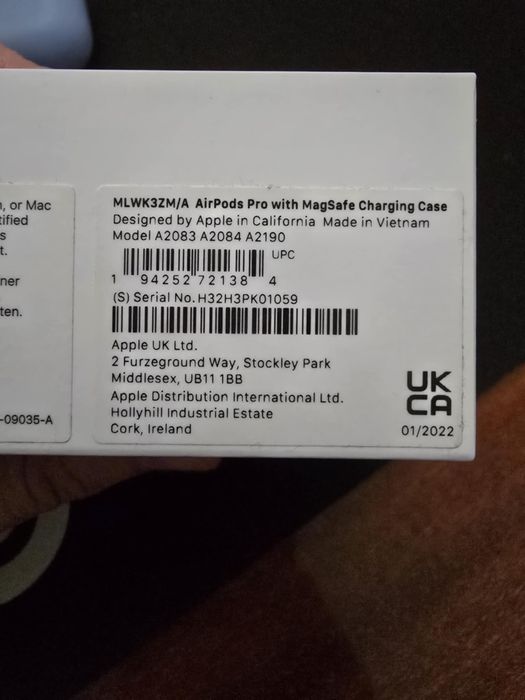 , or Mac
tified
s
t.
ner
ten.
-09035-A
MLWK3ZM/A AirPods Pro with MagSafe Charging Case
Designed by Apple in California Made in Vietnam
Model A2083 A2084 A2190
UPC
1 94252 72138 4
(S) Serial No. H32H3PK01059
Apple UK Ltd.
2 Furzeground Way, Stockley Park
Middlesex, UB11 1BB
Apple Distribution International Ltd.
Hollyhill Industrial Estate
Cork, Ireland
UK
CA
01/2022